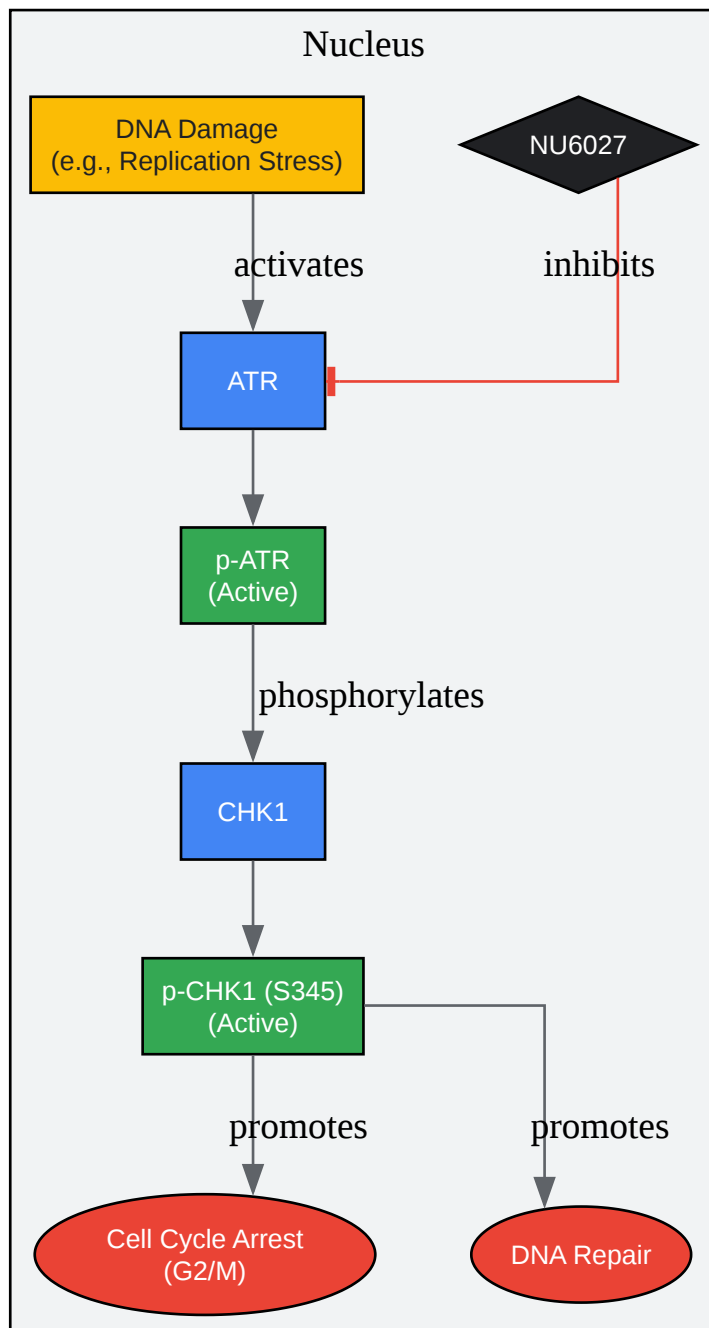 Nucleus
DNA Damage
(e.g., Replication Stress)
NU6027
activates
inhibits
ATR
p-ATR
(Active)
phosphorylates
CHK1
p-CHK1 (S345)
(Active)
promotes
promotes
Cell Cycle Arrest
(G2/M)
DNA Repair